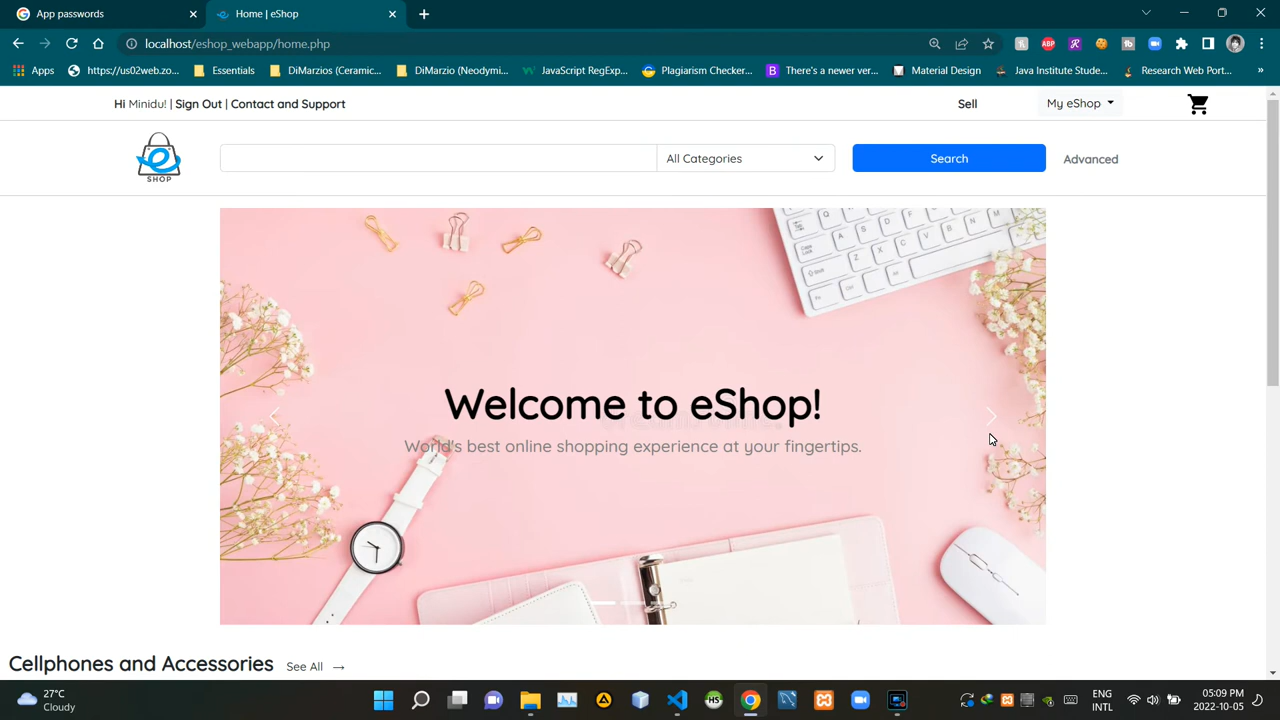 App passwords
Home | eShop
localhost/eshop_webapp/home.php
Apps
https://us02web.zo...
Essentials
DiMarzios (Ceramic...
DiMarzio (Neodymi...
JavaScript RegExp...
Plagiarism Checker...
There's a newer ver...
Material Design
Java Institute Stude...
Research Web Port...
»
Hi Minidu! | Sign Out | Contact and Support
Sell
My eShop
SHOP
All Categories
Search
Advanced
Welcome to eShop!
World's best online shopping experience at your fingertips.
Cellphones and Accessories
See All →
27°C
Cloudy
ENG
INTL
05:09 PM
2022-10-05